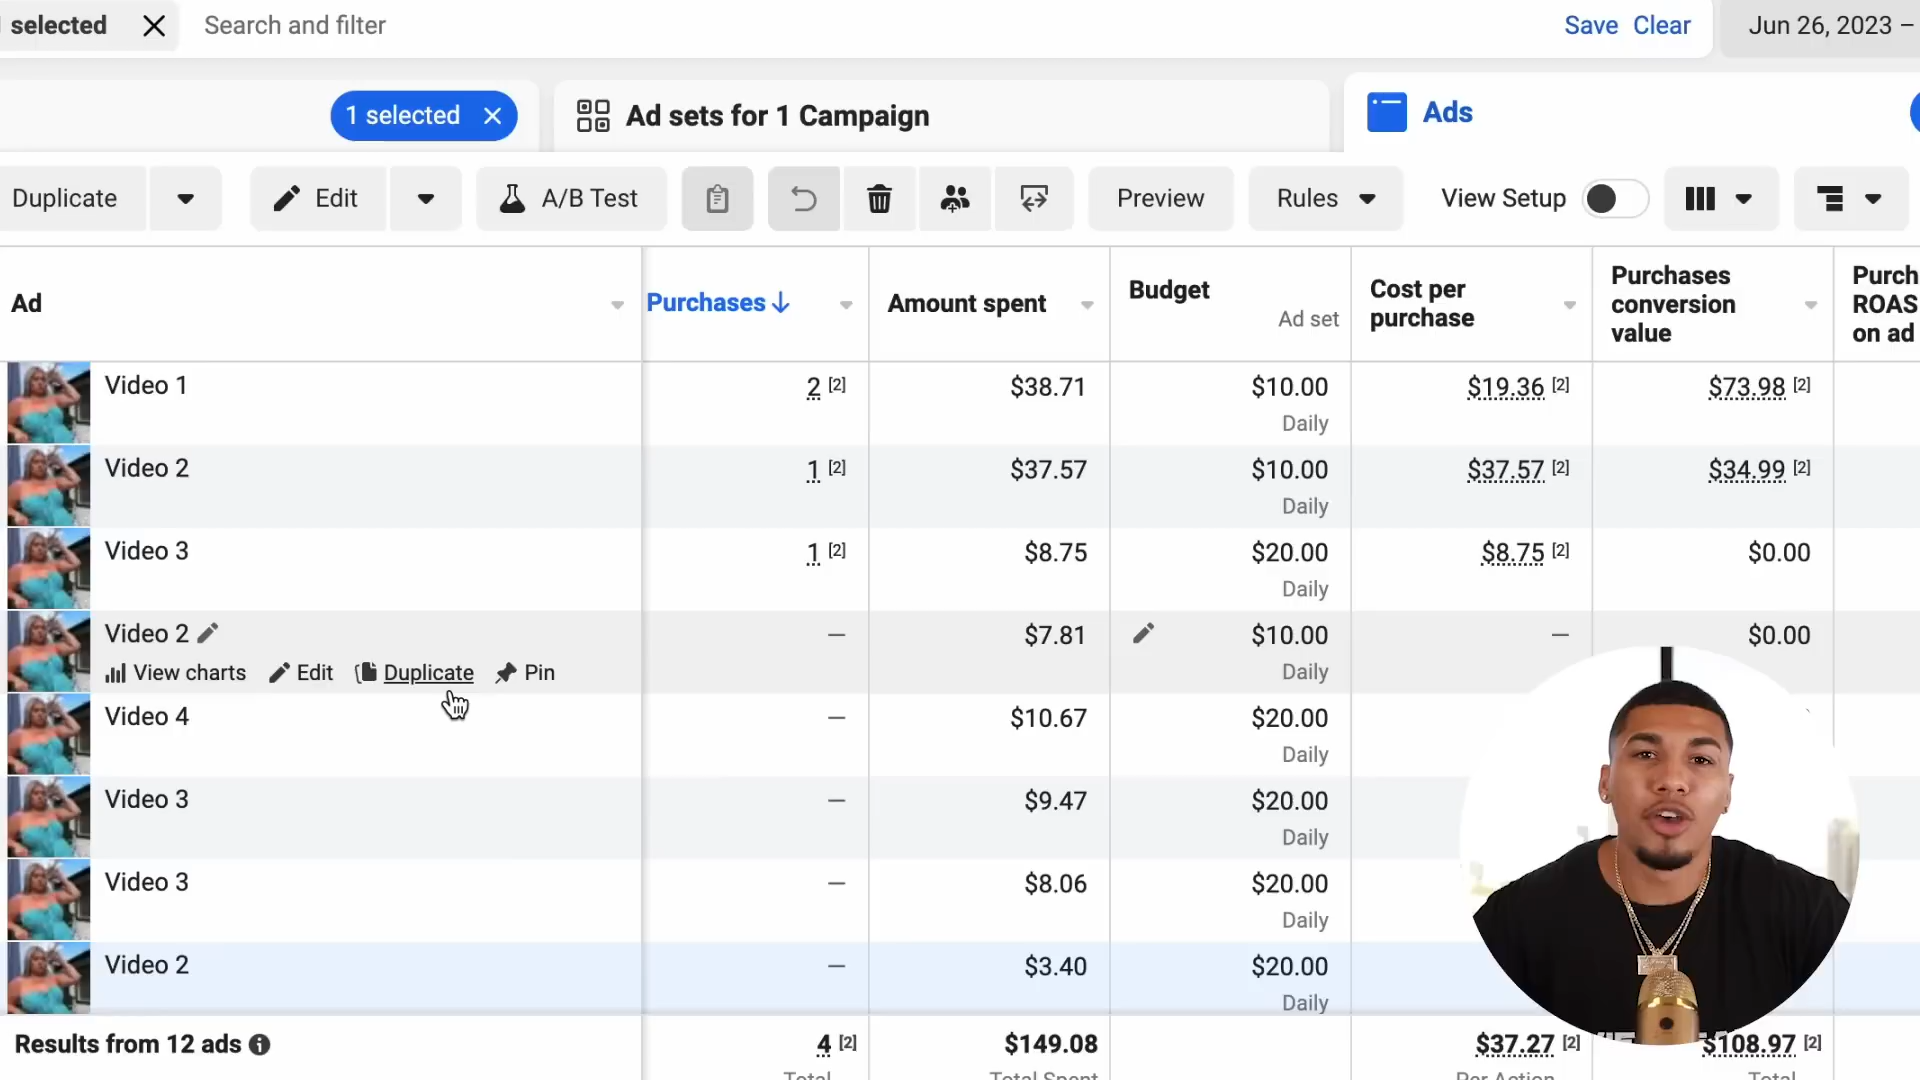 selected
Search and filter
Save Clear
Jun 26, 2023 –
1 selected
Ad sets for 1 Campaign
Ads
Duplicate
Edit
A/B Test
Preview
Rules
View Setup
Ad
Purchases
Amount spent
Budget
Ad set
Cost per
purchase
Purchases
conversion
value
Purch
ROAS
on ad
Video 1 2 [2] $38.71 $10.00 $19.36 [2] $73.98 [2]
Daily
Video 2 1 [2] $37.57 $10.00 $37.57 [2] $34.99 [2]
Daily
Video 3 1 [2] $8.75 $20.00 $8.75 [2] $0.00
Daily
Video 2 — $7.81 $10.00 — $0.00
View charts Edit Duplicate Pin Daily
Video 4 — $10.67 $20.00
Daily
Video 3 — $9.47 $20.00
Daily
Video 3 — $8.06 $20.00
Daily
Video 2 — $3.40 $20.00
Daily
Results from 12 ads 4 [2] $149.08 $37.27 [2] $108.97 [2]
Total Total Spent Per Action Total